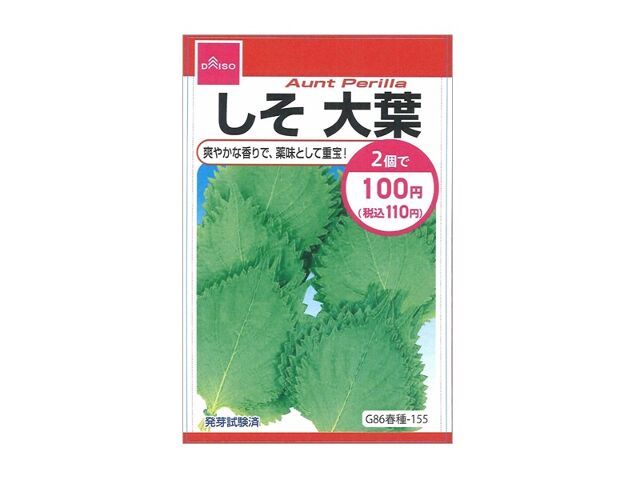 DAISO
Aunt Perilla
しそ 大葉
爽やかな香りで、薬味として重宝!
2個で
100円
(税込110円)
発芽試験済
G86春種-155